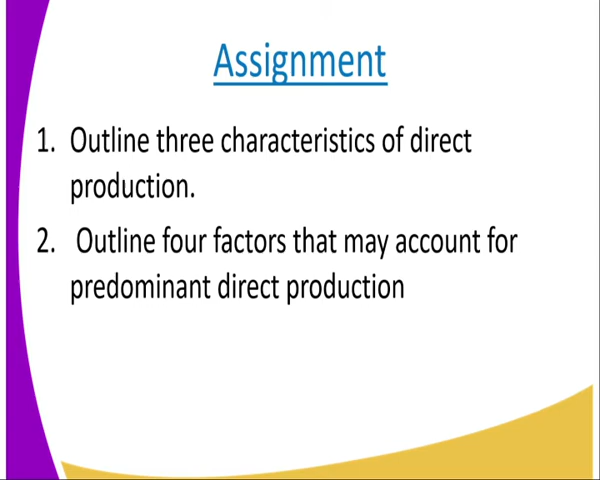 Assignment
1. Outline three characteristics of direct
production.
2. Outline four factors that may account for
predominant direct production